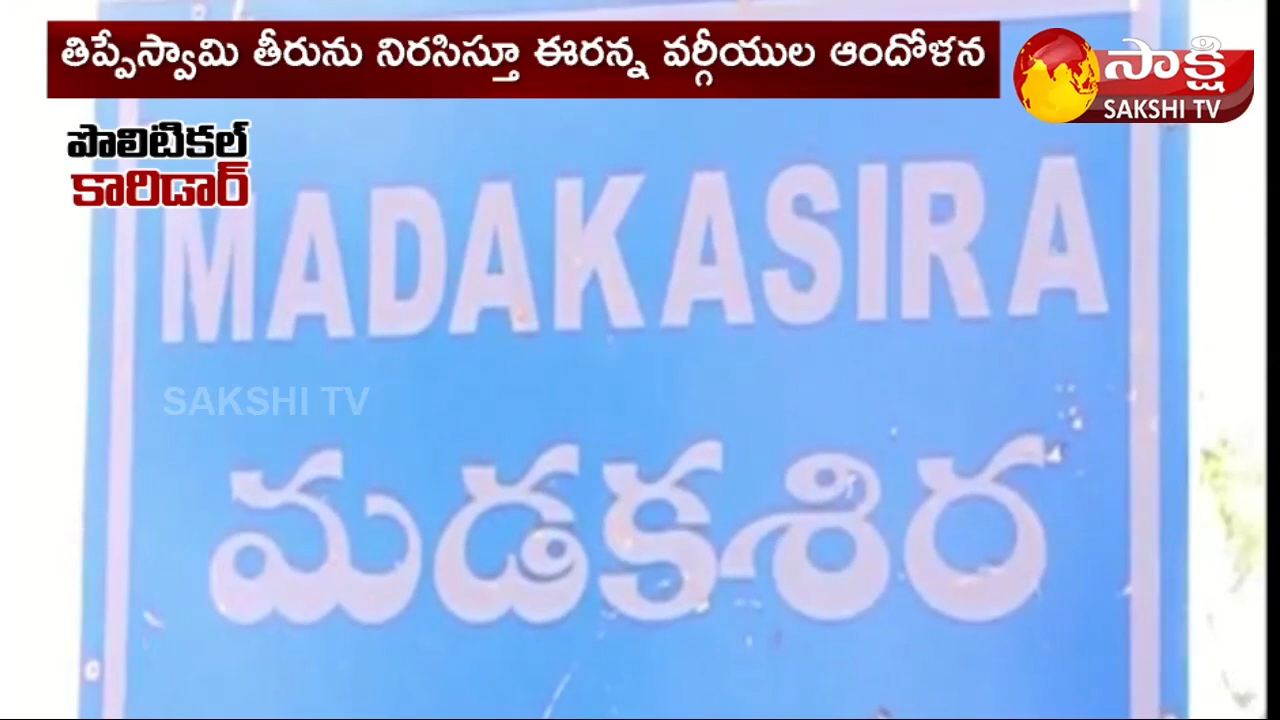 తిప్పేస్వామి తీరును నిరసిస్తూ ఈరన్న వర్గీయుల ఆందోళన
సాక్షి
SAKSHI TV
పొలిటికల్
కారిడార్
MADAKASIRA
SAKSHI TV
మడకశిర